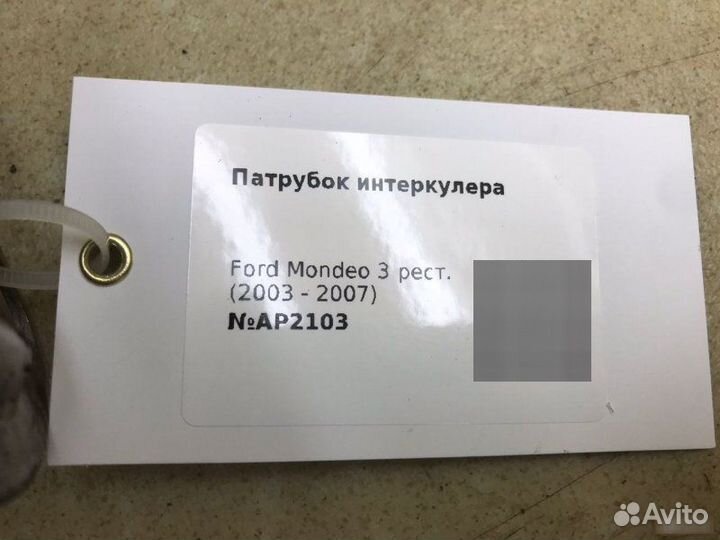 Патрубок интеркулера
Ford Mondeo 3 рест.
(2003 - 2007)
№AP2103
Avito